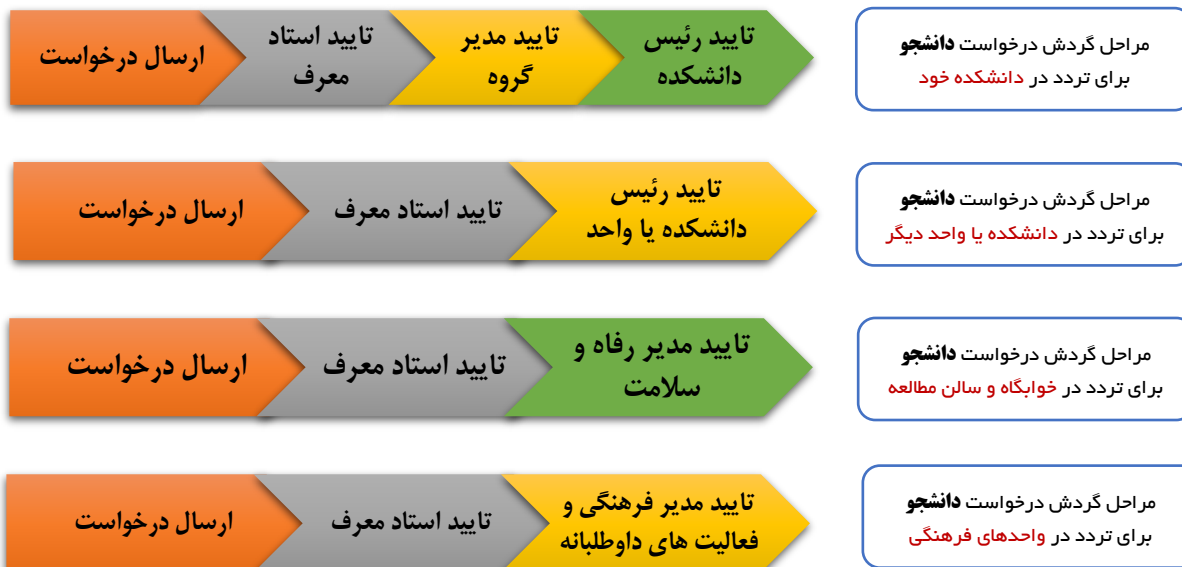 مراحل گردش درخواست دانشجو
برای تردد در دانشکده خود
ارسال درخواست
تایید استاد
معرف
تایید مدیر
گروه
تایید رئیس
دانشکده
مراحل گردش درخواست دانشجو
برای تردد در دانشکده یا واحد دیگر
ارسال درخواست
تایید استاد معرف
تایید رئیس
دانشکده یا واحد
مراحل گردش درخواست دانشجو
برای تردد در خوابگاه و سالن مطالعه
ارسال درخواست
تایید استاد معرف
تایید مدیر رفاه و
سلامت
مراحل گردش درخواست دانشجو
برای تردد در واحدهای فرهنگی
ارسال درخواست
تایید استاد معرف
تایید مدیر فرهنگی و
فعالیت های داوطلبانه